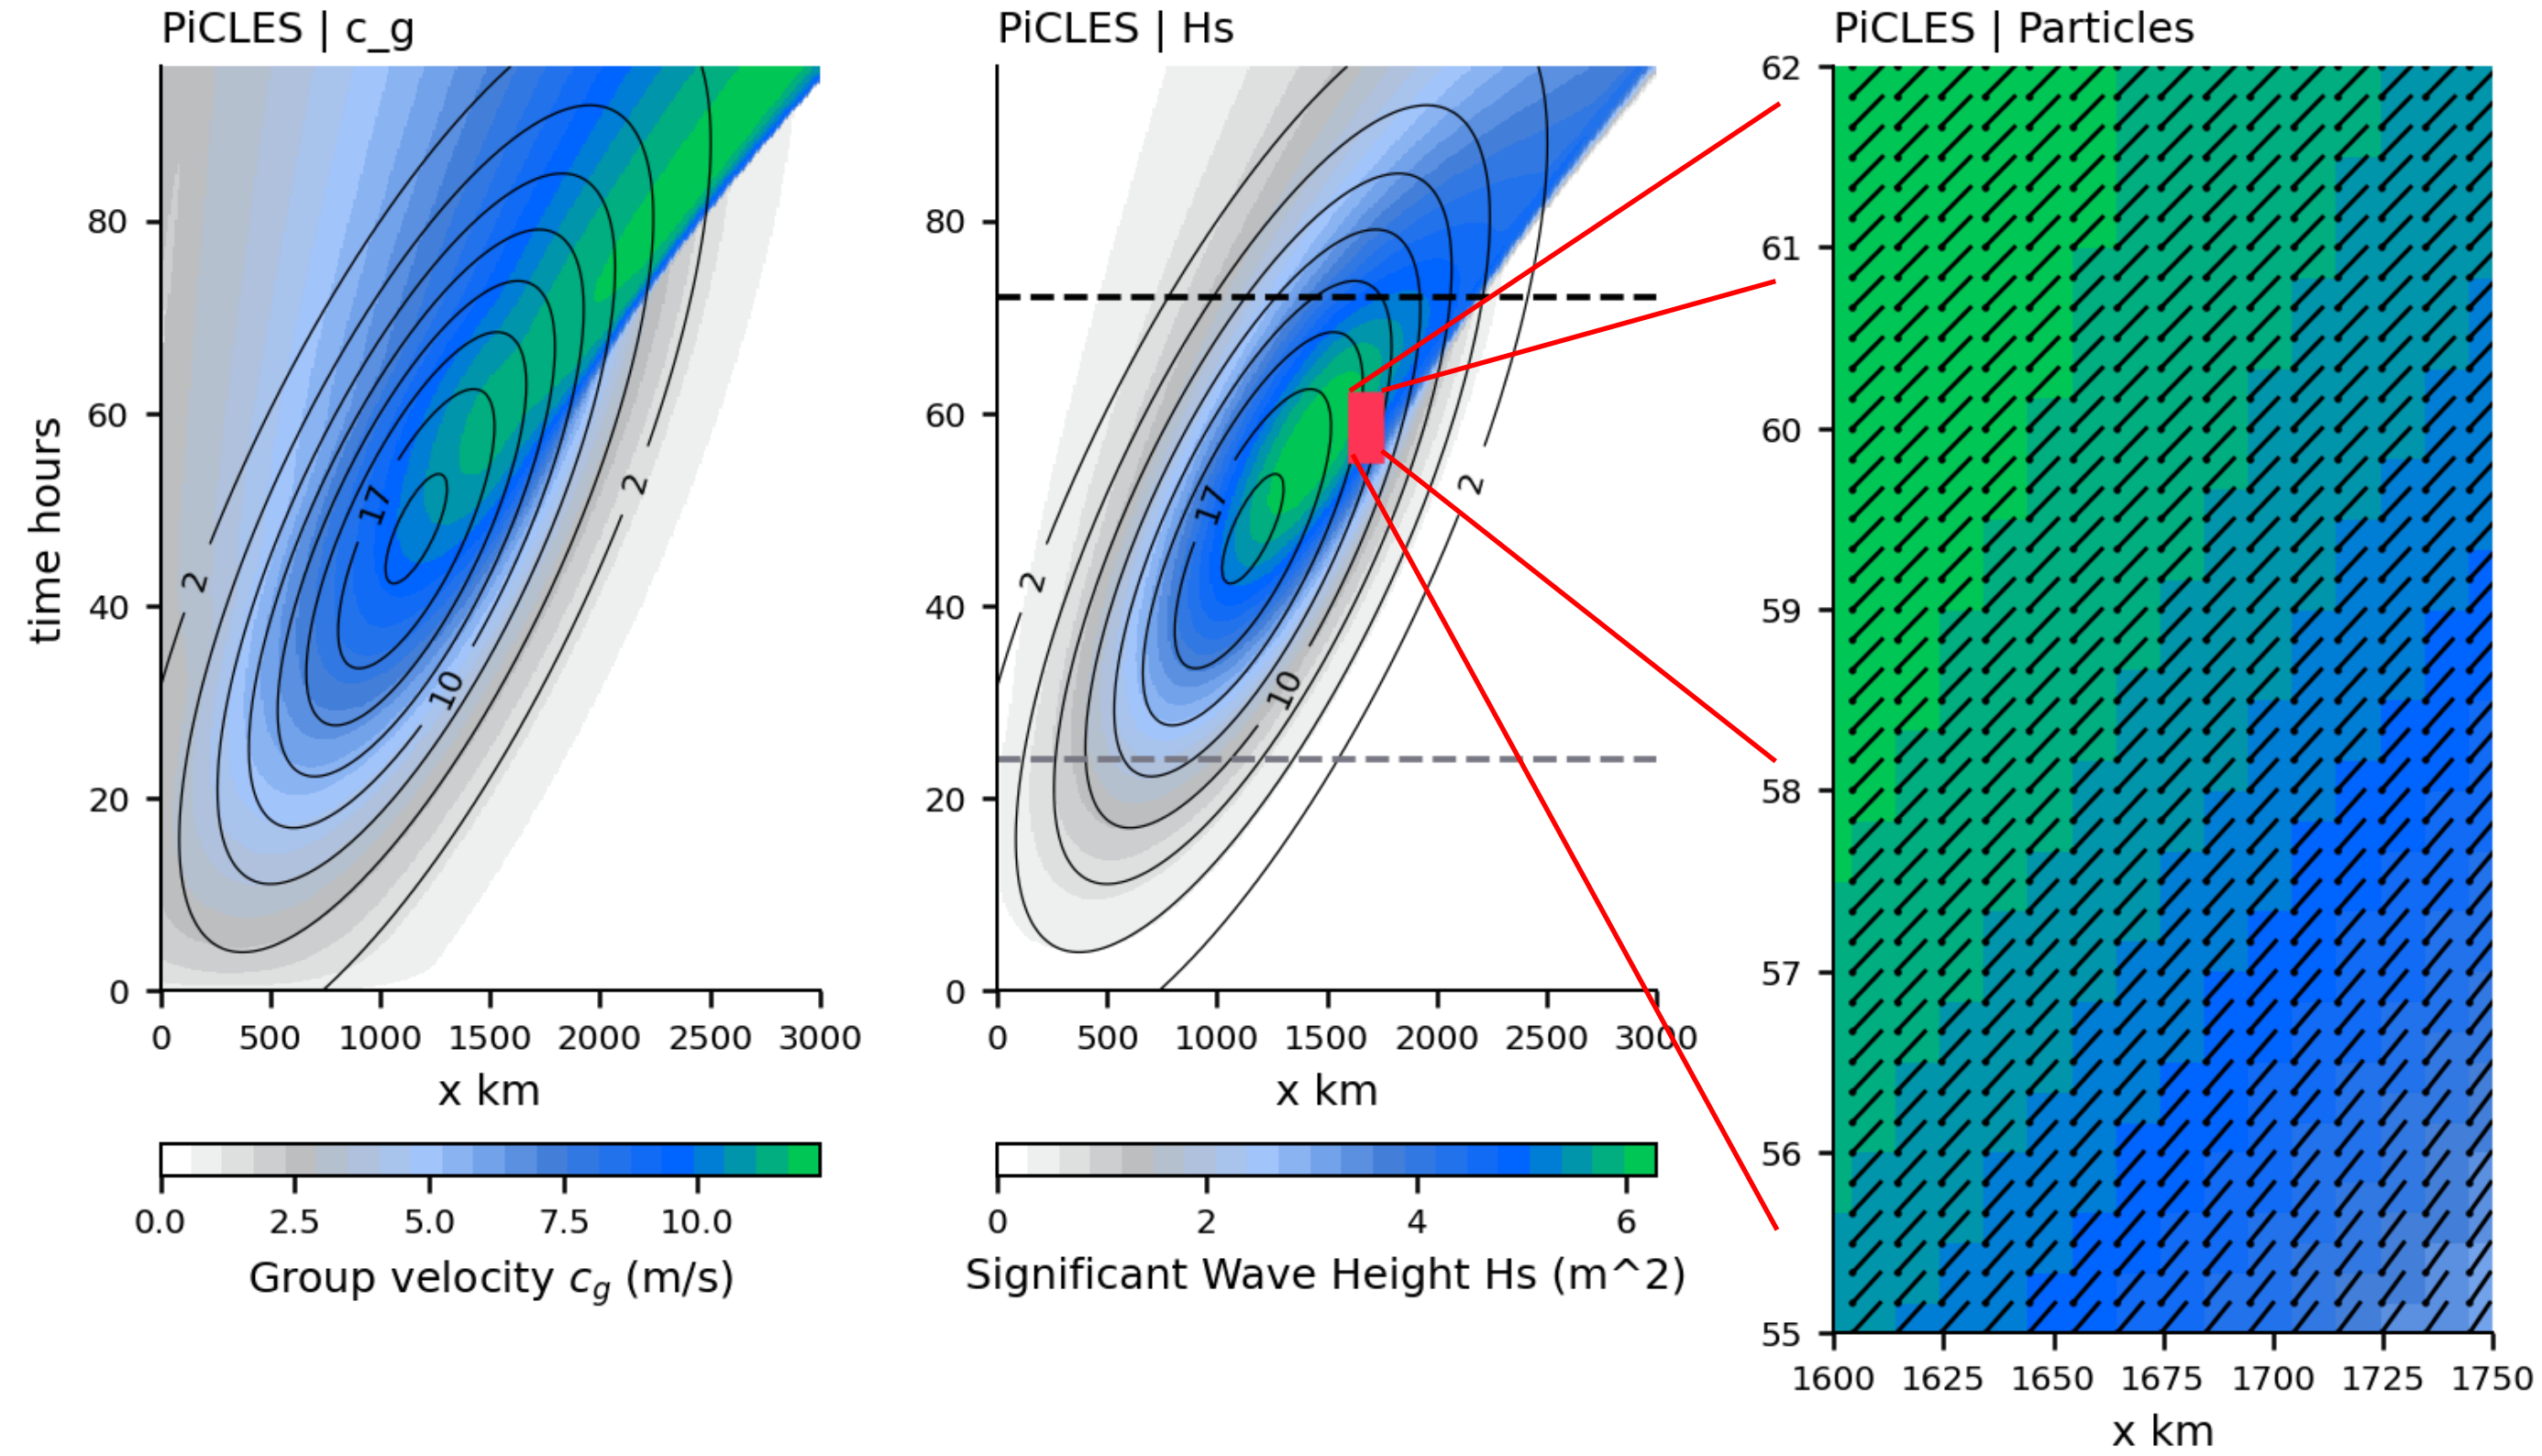 PiCLES | c_g
PiCLES | Hs
PiCLES | Particles
time hours
80
60
40
20
0
2
17
10
2
0 500 1000 1500 2000 2500 3000
x km
0.0 2.5 5.0 7.5 10.0
Group velocity c_g (m/s)
80
60
40
20
0
2
17
10
2
0 500 1000 1500 2000 2500 3000
x km
0 2 4 6
Significant Wave Height Hs (m^2)
62
61
60
59
58
57
56
55
1600 1625 1650 1675 1700 1725 1750
x km